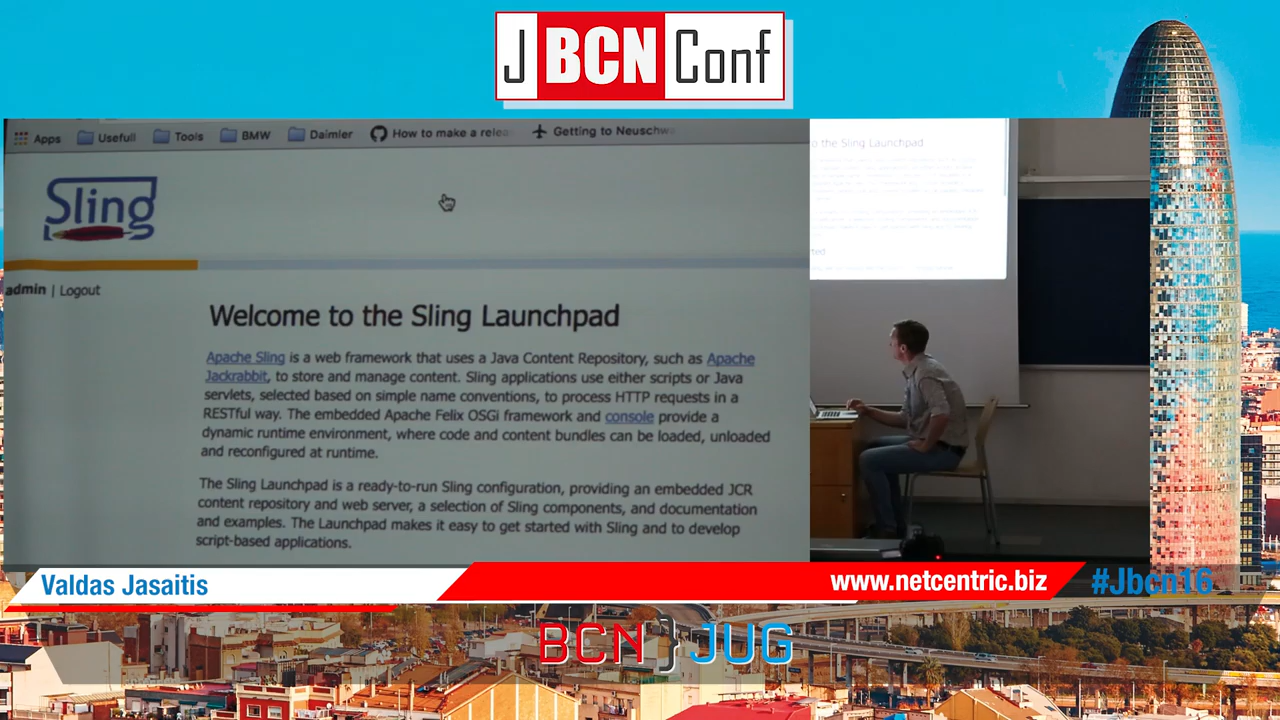 J BCN Conf
Apps Usefull Tools BMW Daimler How to make a rele Getting to Neuschw
Sling
admin | Logout
Welcome to the Sling Launchpad
Apache Sling is a web framework that uses a Java Content Repository, such as Apache
Jackrabbit, to store and manage content. Sling applications use either scripts or Java
servlets, selected based on simple name conventions, to process HTTP requests in a
RESTful way. The embedded Apache Felix OSGi framework and console provide a
dynamic runtime environment, where code and content bundles can be loaded, unloaded
and reconfigured at runtime.
The Sling Launchpad is a ready-to-run Sling configuration, providing an embedded JCR
content repository and web server, a selection of Sling components, and documentation
and examples. The Launchpad makes it easy to get started with Sling and to develop
script-based applications.
to the Sling Launchpad
Valdas Jasaitis
www.netcentric.biz
#Jbcn16
BCN JUG